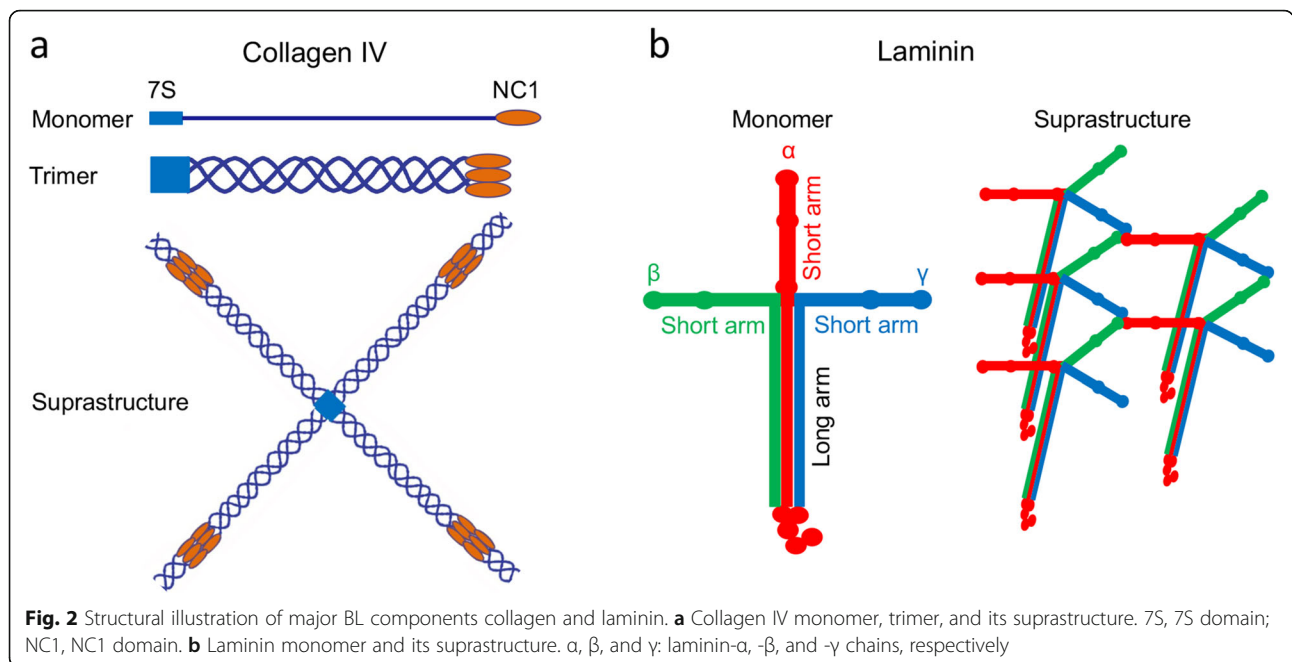 a
Collagen IV
7S
NC1
Monomer
Trimer
Suprastructure
b
Laminin
Monomer
Suprastructure
α
Short arm
β
γ
Short arm
Short arm
Long arm
Fig. 2 Structural illustration of major BL components collagen and laminin. a Collagen IV monomer, trimer, and its suprastructure. 7S, 7S domain;
NC1, NC1 domain. b Laminin monomer and its suprastructure. α, β, and γ: laminin-α, -β, and -γ chains, respectively